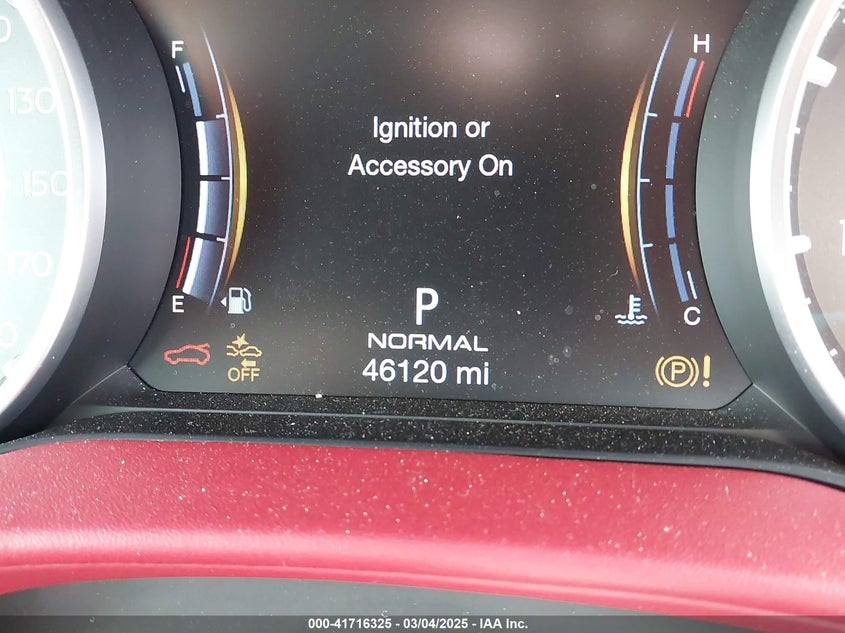 F
H
130
150
170
Ignition or
Accessory On
E
C
P
NORMAL
46120 mi
OFF
P !
000-41716325 - 03/04/2025 - IAA Inc.